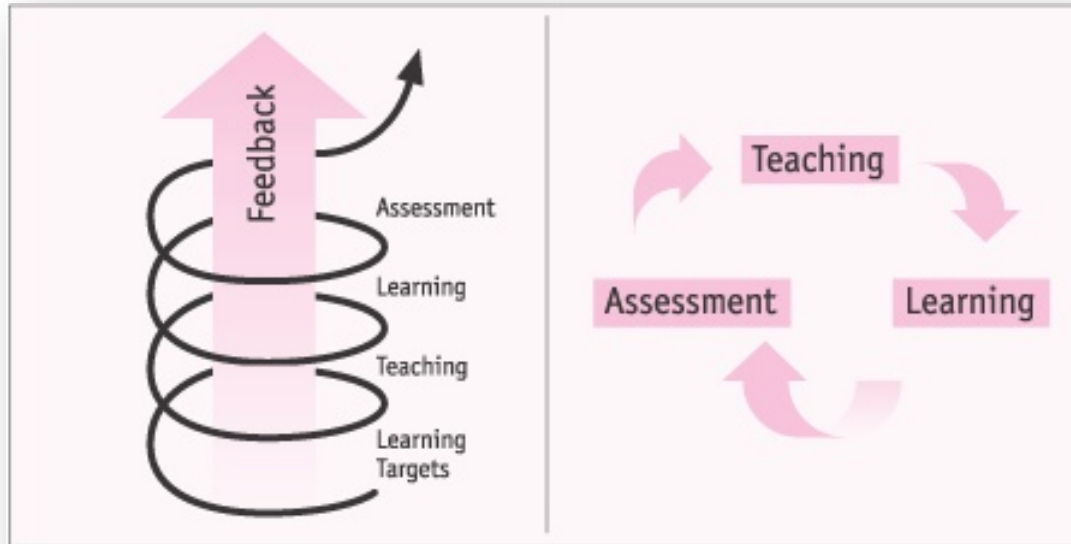 Feedback
Assessment
Learning
Teaching
Learning
Targets
Teaching
Assessment
Learning